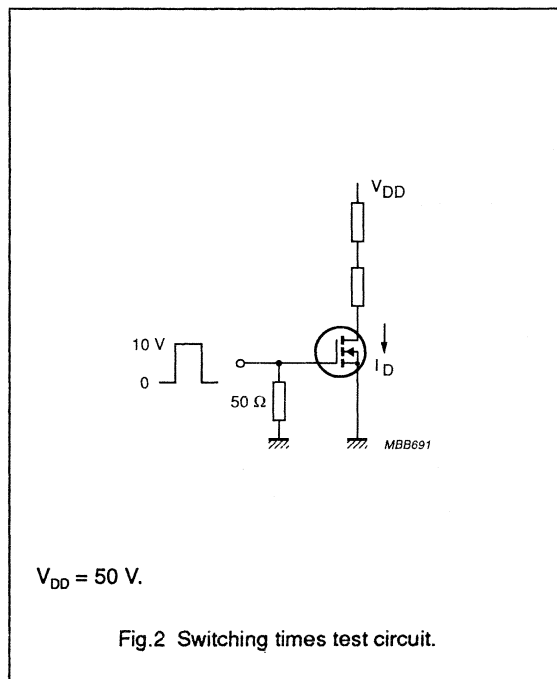 V_DD
10 V
0
50 Ω
I_D
MBB691
V_DD = 50 V.
Fig.2 Switching times test circuit.